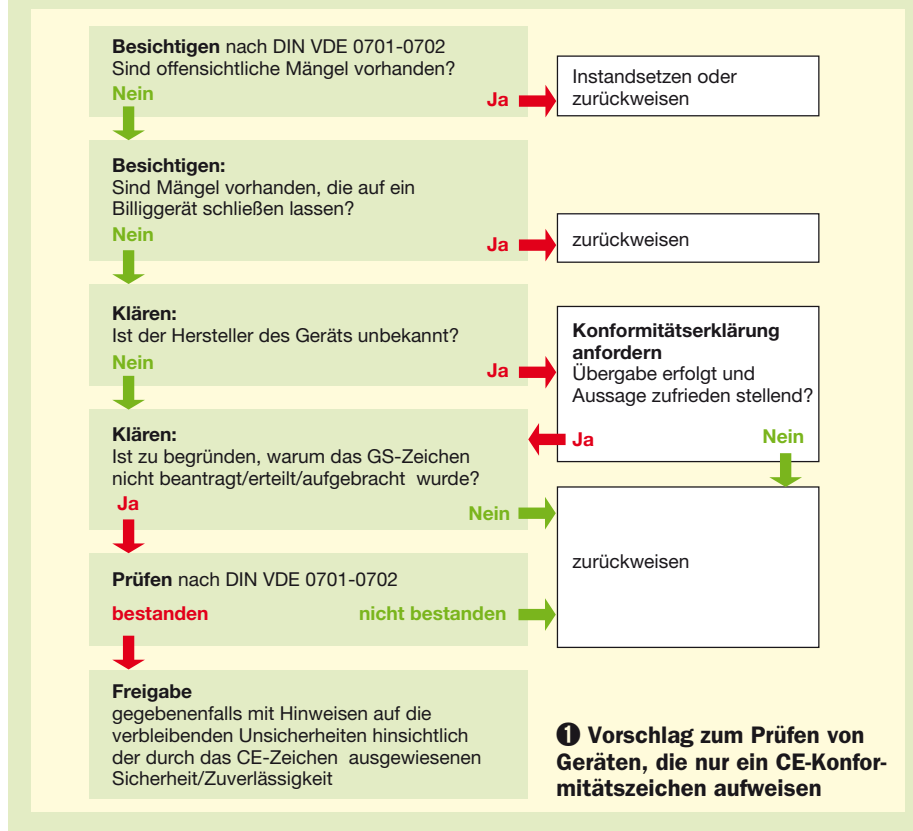 Besichtigen nach DIN VDE 0701-0702
Sind offensichtliche Mängel vorhanden?
Nein
Ja
Instandsetzen oder
zurückweisen
Besichtigen:
Sind Mängel vorhanden, die auf ein
Billiggerät schließen lassen?
Nein
Ja
zurückweisen
Klären:
Ist der Hersteller des Geräts unbekannt?
Nein
Ja
Konformitätserklärung
anfordern
Übergabe erfolgt und
Aussage zufrieden stellend?
Ja
Nein
Klären:
Ist zu begründen, warum das GS-Zeichen
nicht beantragt/erteilt/aufgebracht wurde?
Ja
Nein
zurückweisen
Prüfen nach DIN VDE 0701-0702
bestanden
nicht bestanden
Freigabe
gegebenenfalls mit Hinweisen auf die
verbleibenden Unsicherheiten hinsichtlich
der durch das CE-Zeichen ausgewiesenen
Sicherheit/Zuverlässigkeit
❶ Vorschlag zum Prüfen von
Geräten, die nur ein CE-Konfor-
mitätszeichen aufweisen